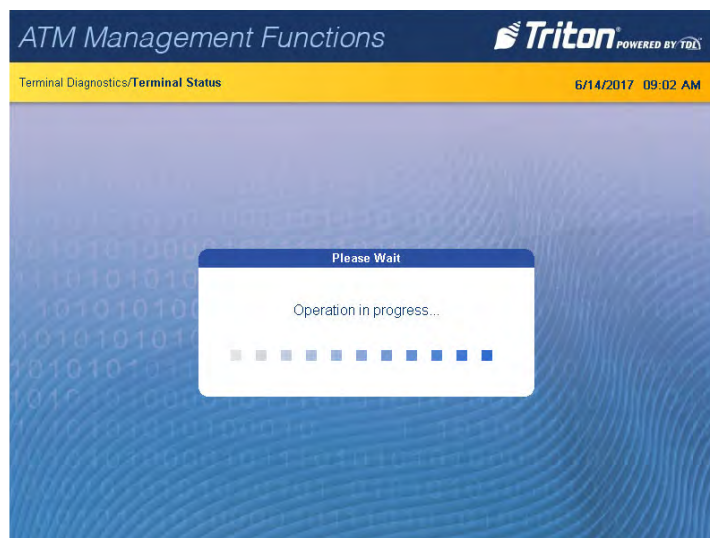 ATM Management Functions
Triton® POWERED BY TDL
Terminal Diagnostics/Terminal Status
6/14/2017 09:02 AM
Please Wait
Operation in progress...